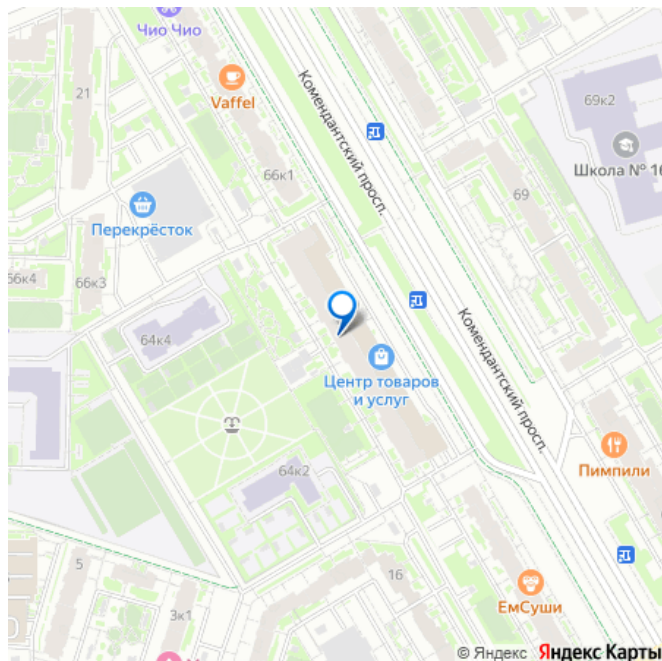 Чио Чио
21
Vaffel
Комендантский просп.
69к2
Школа № 16
66к1
69
Перекрёсток
66к4
66к3
64к4
Комендантский просп.
Центр товаров
и услуг
Пимпили
64к2
5
16
3к1
ЕмСуши
© Яндекс Яндекс Карты